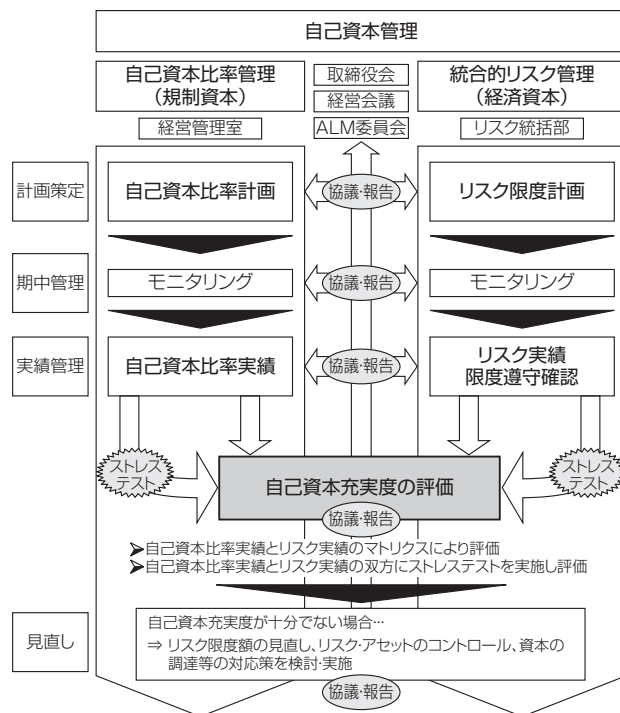 自己資本管理
自己資本比率管理
（規制資本）
取締役会
経営会議
ALM委員会
統合的リスク管理
（経済資本）
経営管理室
リスク統括部
計画策定
自己資本比率計画
協議・報告
リスク限度計画
期中管理
モニタリング
協議・報告
モニタリング
実績管理
自己資本比率実績
協議・報告
リスク実績
限度遵守確認
ストレス
テスト
自己資本充実度の評価
ストレス
テスト
協議・報告
➤自己資本比率実績とリスク実績のマトリクスにより評価
➤自己資本比率実績とリスク実績の双方にストレステストを実施し評価
見直し
自己資本充実度が十分でない場合…
⇒ リスク限度額の見直し、リスク・アセットのコントロール、資本の
調達等の対応策を検討・実施
協議・報告